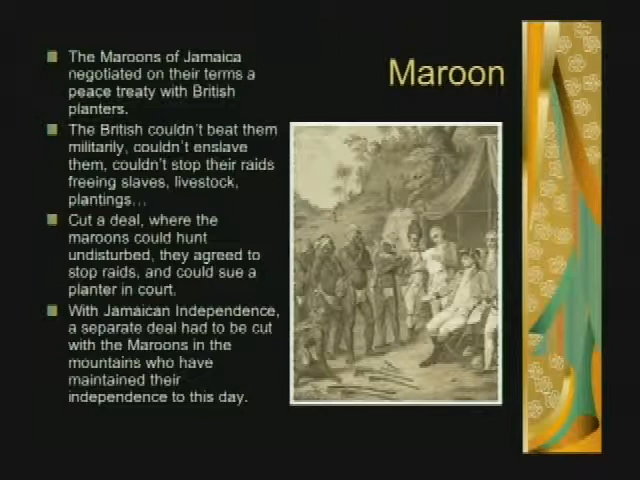 Maroon
The Maroons of Jamaica
negotiated on their terms a
peace treaty with British
planters.
The British couldn't beat them
militarily, couldn't enslave
them, couldn't stop their raids
freeing slaves, livestock,
plantings...
Cut a deal, where the
maroons could hunt
undisturbed, they agreed to
stop raids, and could sue a
planter in court.
With Jamaican Independence,
a separate deal had to be cut
with the Maroons in the
mountains who have
maintained their
independence to this day.